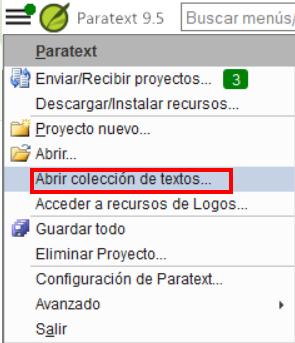 Paratext 9.5
Buscar menús/
Paratext
Enviar/Recibir proyectos... 3
Descargar/Instalar recursos...
Proyecto nuevo...
Abrir...
Abrir colección de textos...
Acceder a recursos de Logos...
Guardar todo
Eliminar Proyecto...
Configuración de Paratext...
Avanzado
Salir